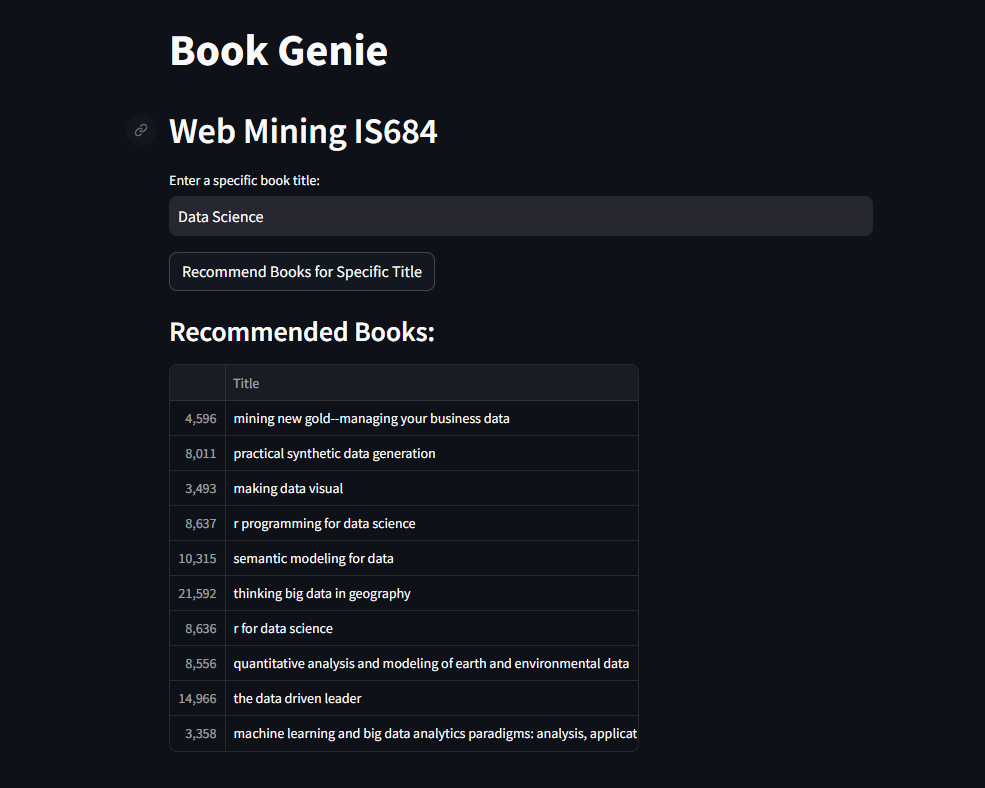 Book Genie
Web Mining IS684
Enter a specific book title:
Data Science
Recommend Books for Specific Title
Recommended Books:
Title
4,596 mining new gold--managing your business data
8,011 practical synthetic data generation
3,493 making data visual
8,637 r programming for data science
10,315 semantic modeling for data
21,592 thinking big data in geography
8,636 r for data science
8,556 quantitative analysis and modeling of earth and environmental data
14,966 the data driven leader
3,358 machine learning and big data analytics paradigms: analysis, applicat